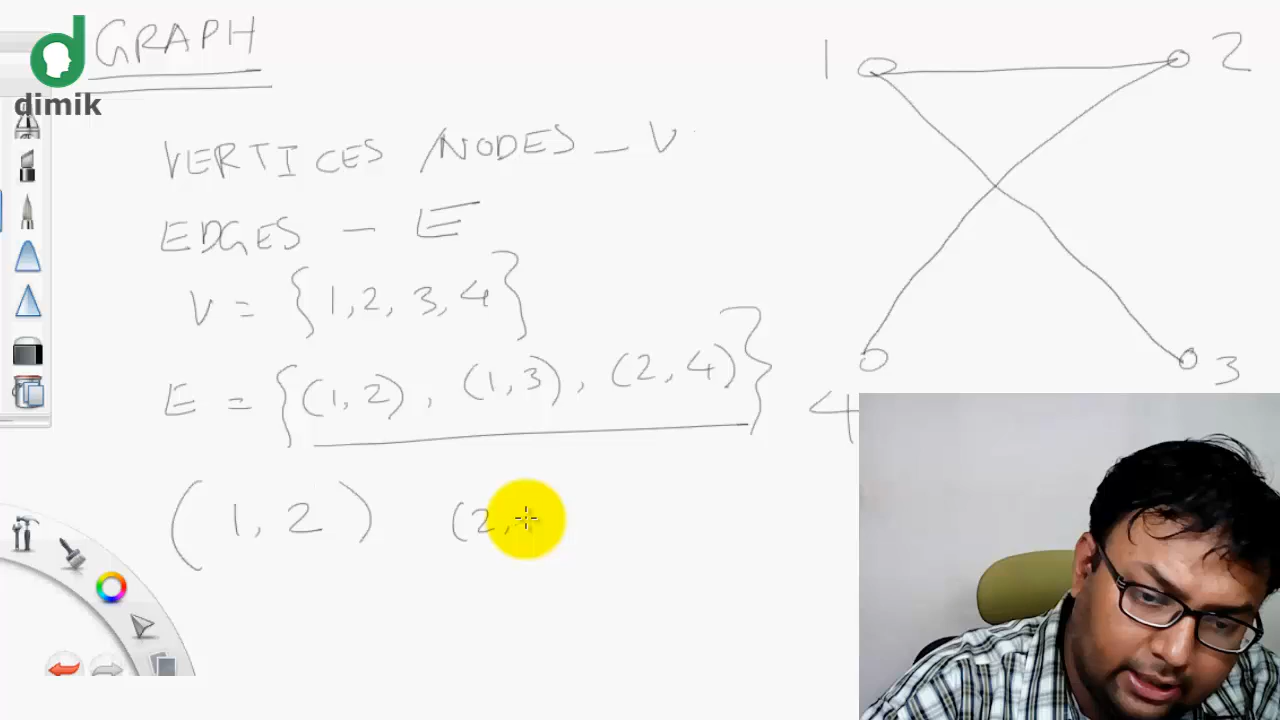 GRAPH
dimik
1 2
VERTICES /NODES - V
EDGES - E
V = {1,2,3,4}
E = {(1,2), (1,3), (2,4)}
3
4
(1,2) (2,